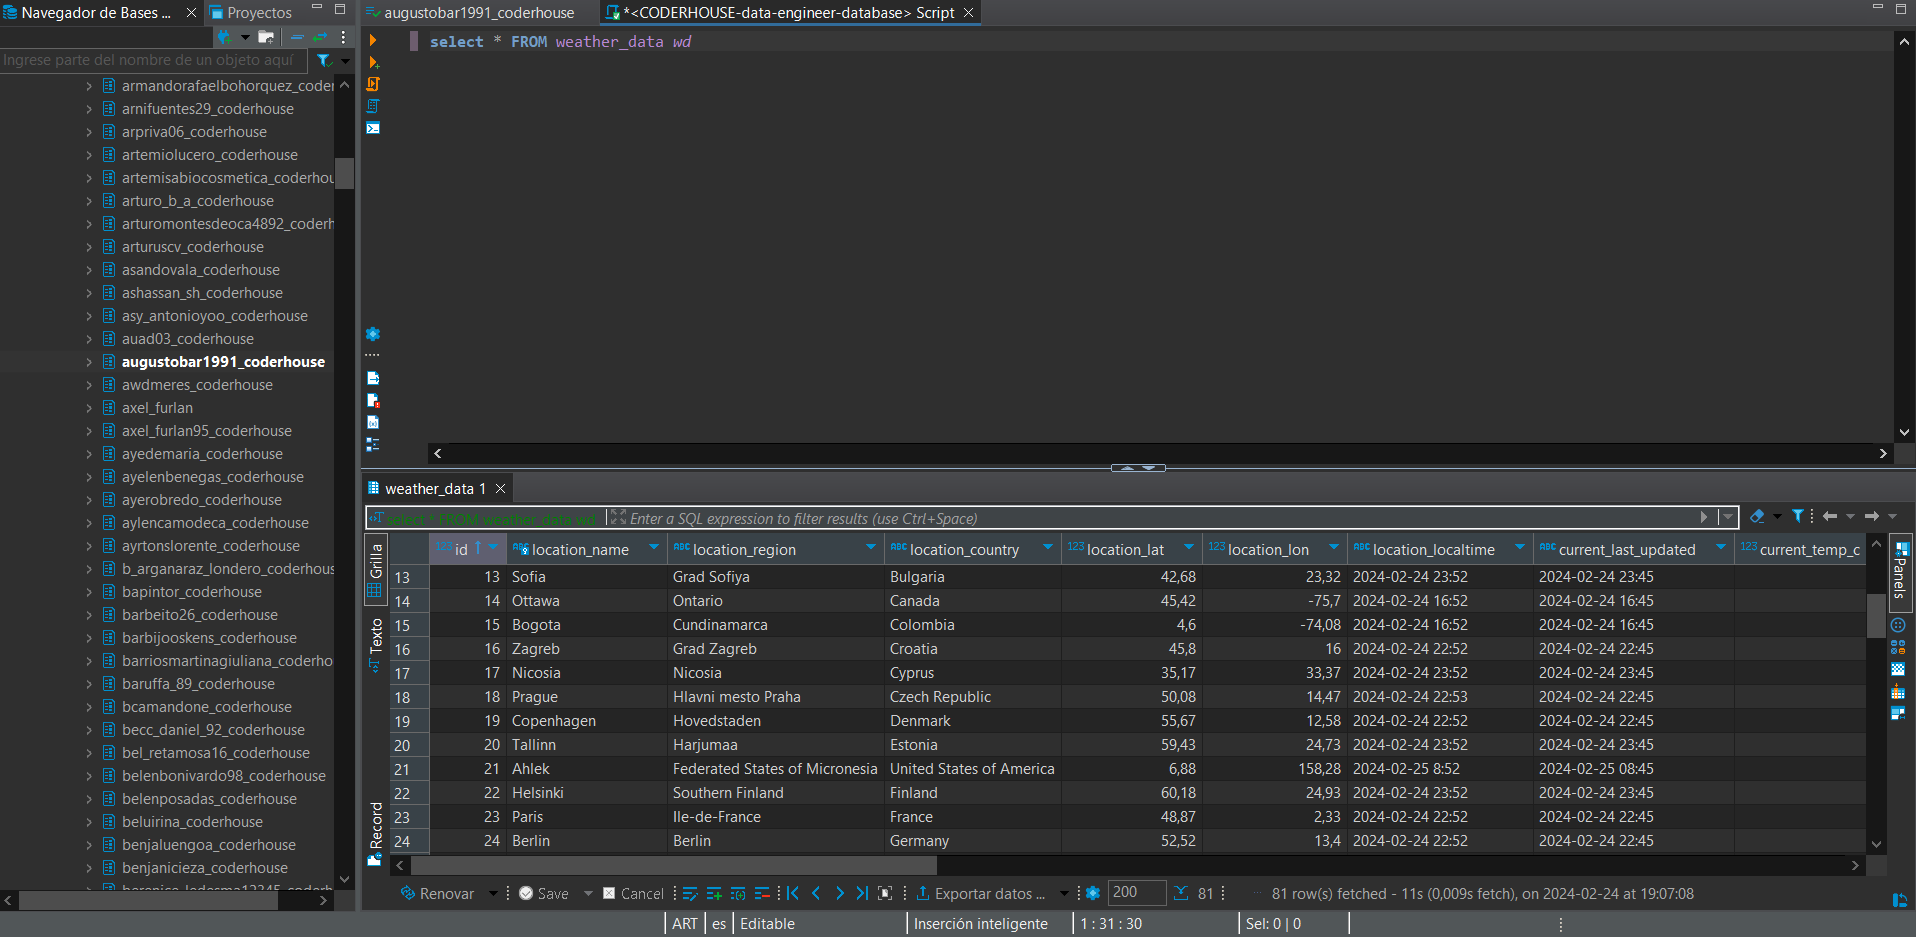 Navegador de Bases ...
Proyectos
Ingrese parte del nombre de un objeto aquí
armandorafaelbohorquez_coder
arnifuentes29_coderhouse
arpriva06_coderhouse
artemiolucero_coderhouse
artemisabiocosmetica_coderhou
arturo_b_a_coderhouse
arturomontesdeoca4892_coderh
arturuscv_coderhouse
asandovala_coderhouse
ashassan_sh_coderhouse
asy_antonioyoo_coderhouse
auad03_coderhouse
augustobar1991_coderhouse
awdmeres_coderhouse
axel_furlan
axel_furlan95_coderhouse
ayedemaria_coderhouse
ayelenbenegas_coderhouse
ayerobredo_coderhouse
aylencamodeca_coderhouse
ayrtonslorente_coderhouse
b_arganaraz_londero_coderhous
bapintor_coderhouse
barbeito26_coderhouse
barbijooskens_coderhouse
barriosmartinagiuliana_coderho
baruffa_89_coderhouse
bcamandone_coderhouse
becc_daniel_92_coderhouse
bel_retamosa16_coderhouse
belenbonivardo98_coderhouse
belenposadas_coderhouse
beluirina_coderhouse
benjaluengoa_coderhouse
benjanicieza_coderhouse
berenice_ledesma12345_coderh
augustobar1991_coderhouse
*<CODERHOUSE-data-engineer-database> Script
select * FROM weather_data wd
weather_data 1
select * FROM weather_data wd
Enter a SQL expression to filter results (use Ctrl+Space)
Grilla
Texto
Record
Panels
123 id ABC location_name ABC location_region ABC location_country 123 location_lat 123 location_lon ABC location_localtime ABC current_last_updated 123 current_temp_c
13 13 Sofia Grad Sofiya Bulgaria 42,68 23,32 2024-02-24 23:52 2024-02-24 23:45
14 14 Ottawa Ontario Canada 45,42 -75,7 2024-02-24 16:52 2024-02-24 16:45
15 15 Bogota Cundinamarca Colombia 4,6 -74,08 2024-02-24 16:52 2024-02-24 16:45
16 16 Zagreb Grad Zagreb Croatia 45,8 16 2024-02-24 22:52 2024-02-24 22:45
17 17 Nicosia Nicosia Cyprus 35,17 33,37 2024-02-24 23:52 2024-02-24 23:45
18 18 Prague Hlavni mesto Praha Czech Republic 50,08 14,47 2024-02-24 22:53 2024-02-24 22:45
19 19 Copenhagen Hovedstaden Denmark 55,67 12,58 2024-02-24 22:52 2024-02-24 22:45
20 20 Tallinn Harjumaa Estonia 59,43 24,73 2024-02-24 23:52 2024-02-24 23:45
21 21 Ahlek Federated States of Micronesia United States of America 6,88 158,28 2024-02-25 8:52 2024-02-25 08:45
22 22 Helsinki Southern Finland Finland 60,18 24,93 2024-02-24 23:52 2024-02-24 23:45
23 23 Paris Ile-de-France France 48,87 2,33 2024-02-24 22:52 2024-02-24 22:45
24 24 Berlin Berlin Germany 52,52 13,4 2024-02-24 22:52 2024-02-24 22:45
Renovar Save Cancel Exportar datos ... 200 81 81 row(s) fetched - 11s (0,009s fetch), on 2024-02-24 at 19:07:08
ART es Editable Inserción inteligente 1 : 31 : 30 Sel: 0 | 0